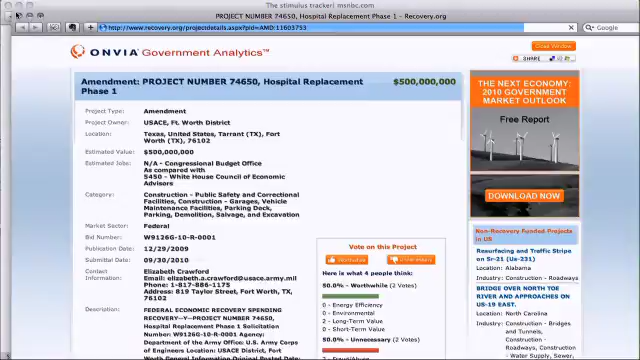 The stimulus tracker| msnbc.com
PROJECT NUMBER 74650, Hospital Replacement Phase 1 - Recovery.org
http://www.recovery.org/projectdetails.aspx?pid=AMD:11603753
Google
ONVIA Government Analytics™
Close Window
SHARE
Amendment: PROJECT NUMBER 74650, Hospital Replacement Phase 1
$500,000,000
Project Type: Amendment
Project Owner: USACE, Ft. Worth District
Location: Texas, United States, Tarrant (TX), Fort
Worth (TX), 76102
Estimated Value: $500,000,000
Estimated Jobs: N/A - Congressional Budget Office
As compared with
5450 - White House Council of Economic
Advisors
Category: Construction - Public Safety and Correctional
Facilities, Construction - Garages, Vehicle
Maintenance Facilities, Parking Deck,
Parking, Demolition, Salvage, and Excavation
Market Sector: Federal
Bid Number: W9126G-10-R-0001
Publication Date: 12/29/2009
Submittal Date: 09/30/2010
Contact
Information: Elizabeth Crawford
Email: elizabeth.a.crawford@usace.army.mil
Phone: 1-817-886-1175
Address: 819 Taylor Street, Fort Worth, TX,
76102
Description: FEDERAL ECONOMIC RECOVERY SPENDING
RECOVERY—Y—PROJECT NUMBER 74650,
Hospital Replacement Phase 1 Solicitation
Number: W9126G-10-R-0001 Agency:
Department of the Army Office: U.S. Army Corps
of Engineers Location: USACE District, Fort
Vote on this Project
Here is what 4 people think:
50.0% - Worthwhile (2 Votes)
0 - Energy Efficiency
0 - Environmental
2 - Long-Term Value
0 - Short-Term Value
50.0% - Unnecessary (2 Votes)
THE NEXT ECONOMY:
2010 GOVERNMENT
MARKET OUTLOOK
Free Report
DOWNLOAD NOW
Non-Recovery Funded Projects
in US
Resurfacing and Traffic Stripe
on Sr-21 (Us-231)
Location: Alabama
Industry: Construction - Roadways
BRIDGE OVER NORTH TOE
RIVER AND APPROACHES ON
US-19E.
Location: North Carolina
Industry: Construction - Bridges
and Tunnels,
Construction -
Roadways, Construction
- Water Supply, Sewer,